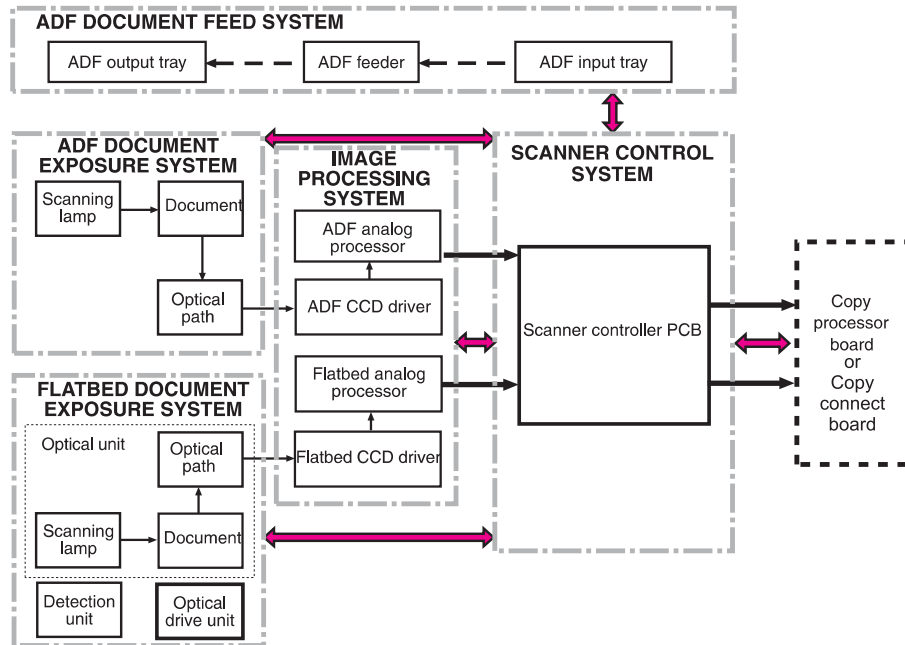 ADF DOCUMENT FEED SYSTEM
ADF output tray
ADF feeder
ADF input tray
ADF DOCUMENT
EXPOSURE SYSTEM
Scanning
lamp
Document
Optical
path
IMAGE
PROCESSING
SYSTEM
ADF analog
processor
ADF CCD driver
Flatbed analog
processor
Flatbed CCD driver
SCANNER CONTROL
SYSTEM
Scanner controller PCB
Copy
processor
board
or
Copy
connect
board
FLATBED DOCUMENT
EXPOSURE SYSTEM
Optical unit
Optical
path
Scanning
lamp
Document
Detection
unit
Optical
drive unit